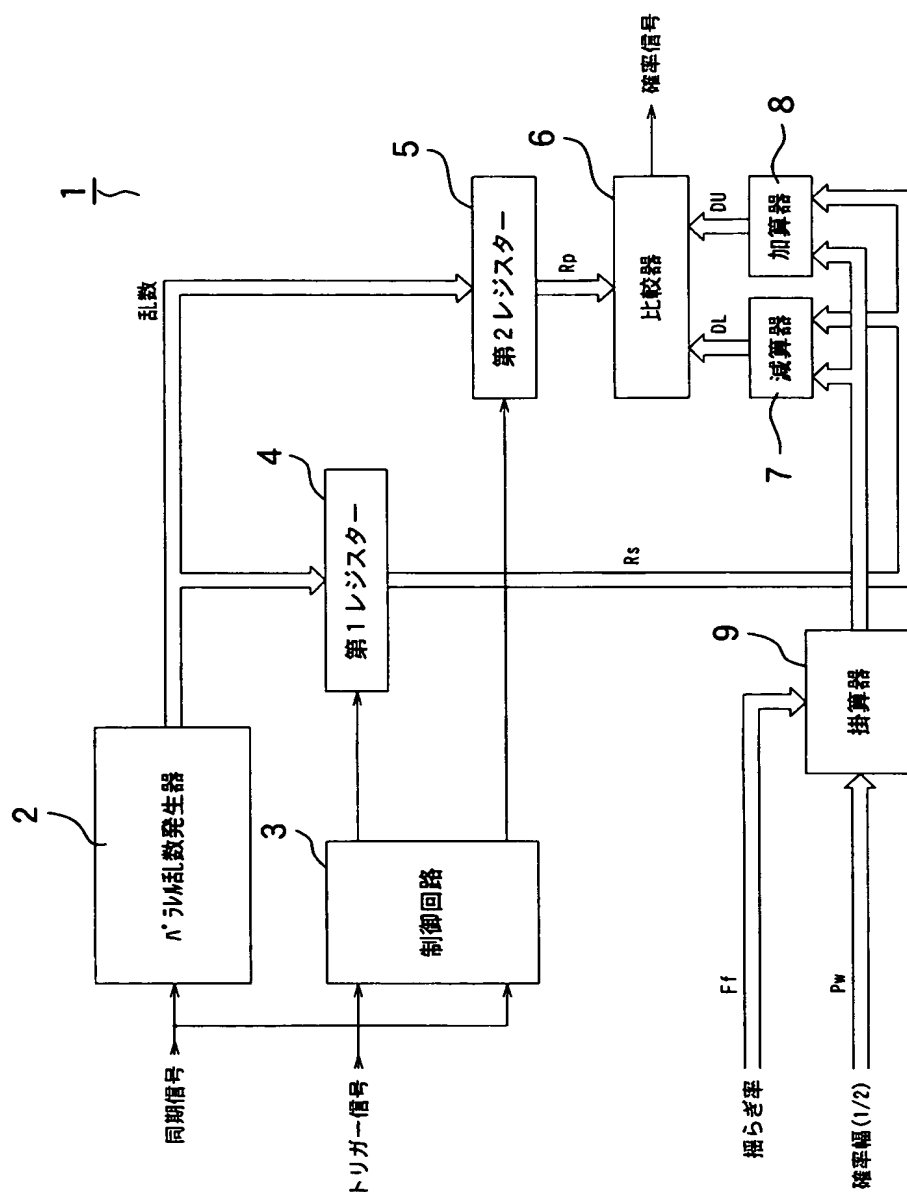 1
2
パラレル乱数発生器
乱数
同期信号
3
制御回路
トリガー信号
4
第1レジスター
5
第2レジスター
Rp
Rs
6
比較器
確率信号
DL
DU
7
減算器
8
加算器
9
掛算器
揺らぎ率
Ff
確率幅(1/2)
Pw